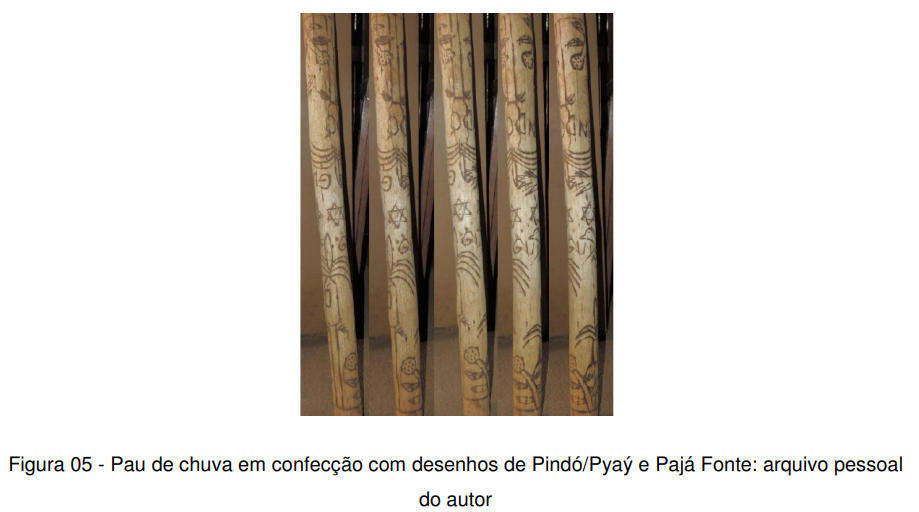 Figura 05 - Pau de chuva em confecção com desenhos de Pindó/Pyaý e Pajá Fonte: arquivo pessoal
do autor